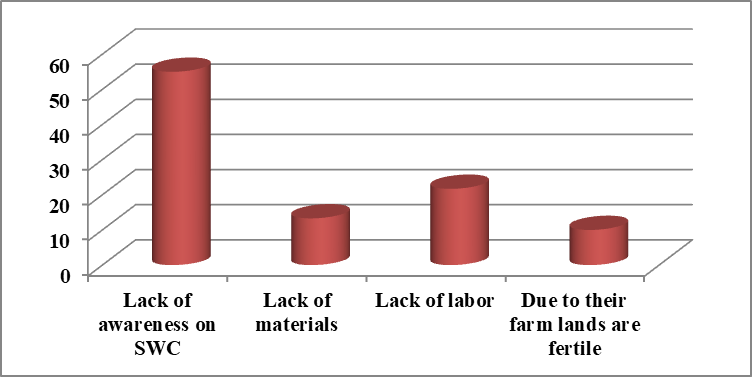 60
50
40
30
20
10
0
Lack of
awareness on
SWC
Lack of
materials
Lack of labor
Due to their
farm lands are
fertile